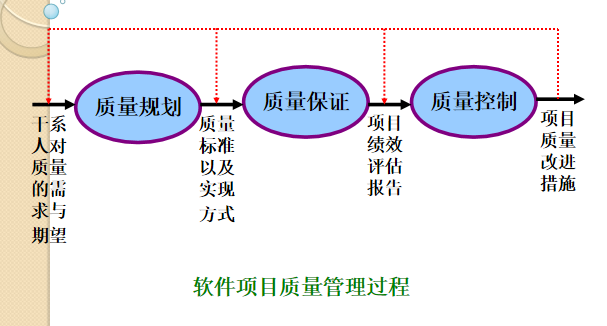 质量规划
质量保证
质量控制
干系
人对
质量
的需
求与
期望
质量
标准
以及
实现
方式
项目
绩效
评估
报告
项目
质量
改进
措施
软件项目质量管理过程